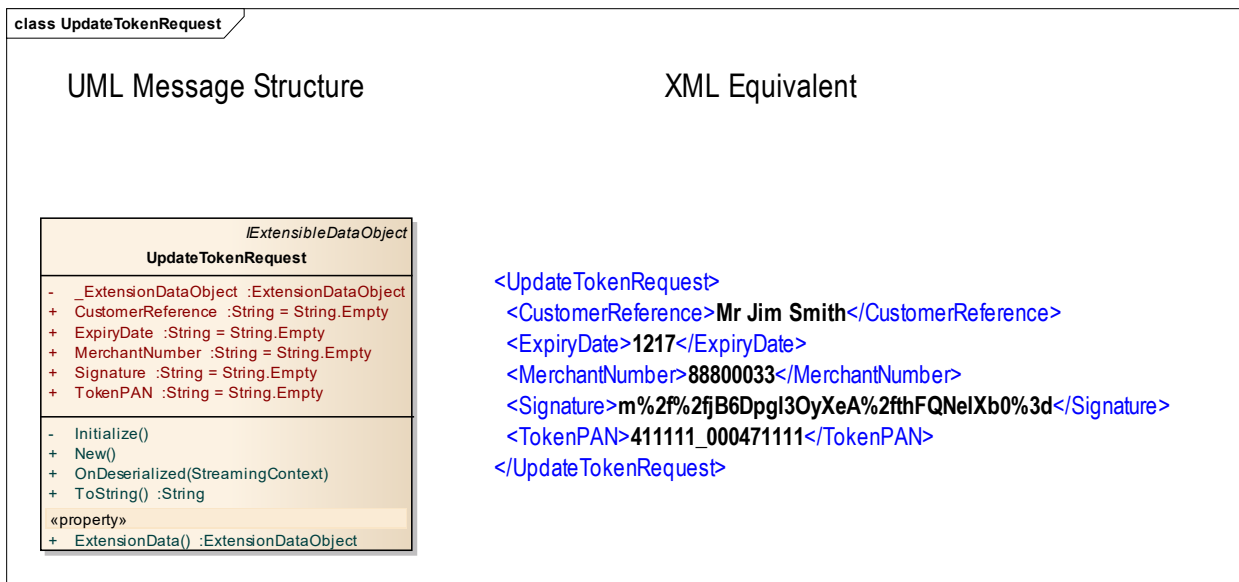 class UpdateTokenRequest
UML Message Structure
XML Equivalent
IExtensibleDataObject
UpdateTokenRequest
- _ExtensionDataObject :ExtensionDataObject
+ CustomerReference :String = String.Empty
+ ExpiryDate :String = String.Empty
+ MerchantNumber :String = String.Empty
+ Signature :String = String.Empty
+ TokenPAN :String = String.Empty
- Initialize()
+ New()
+ OnDeserialized(StreamingContext)
+ ToString() :String
«property»
+ ExtensionData() :ExtensionDataObject
<UpdateTokenRequest>
<CustomerReference>Mr Jim Smith</CustomerReference>
<ExpiryDate>1217</ExpiryDate>
<MerchantNumber>88800033</MerchantNumber>
<Signature>m%2f%2fjB6Dpgl3OyXeA%2fthFQNelXb0%3d</Signature>
<TokenPAN>411111_000471111</TokenPAN>
</UpdateTokenRequest>